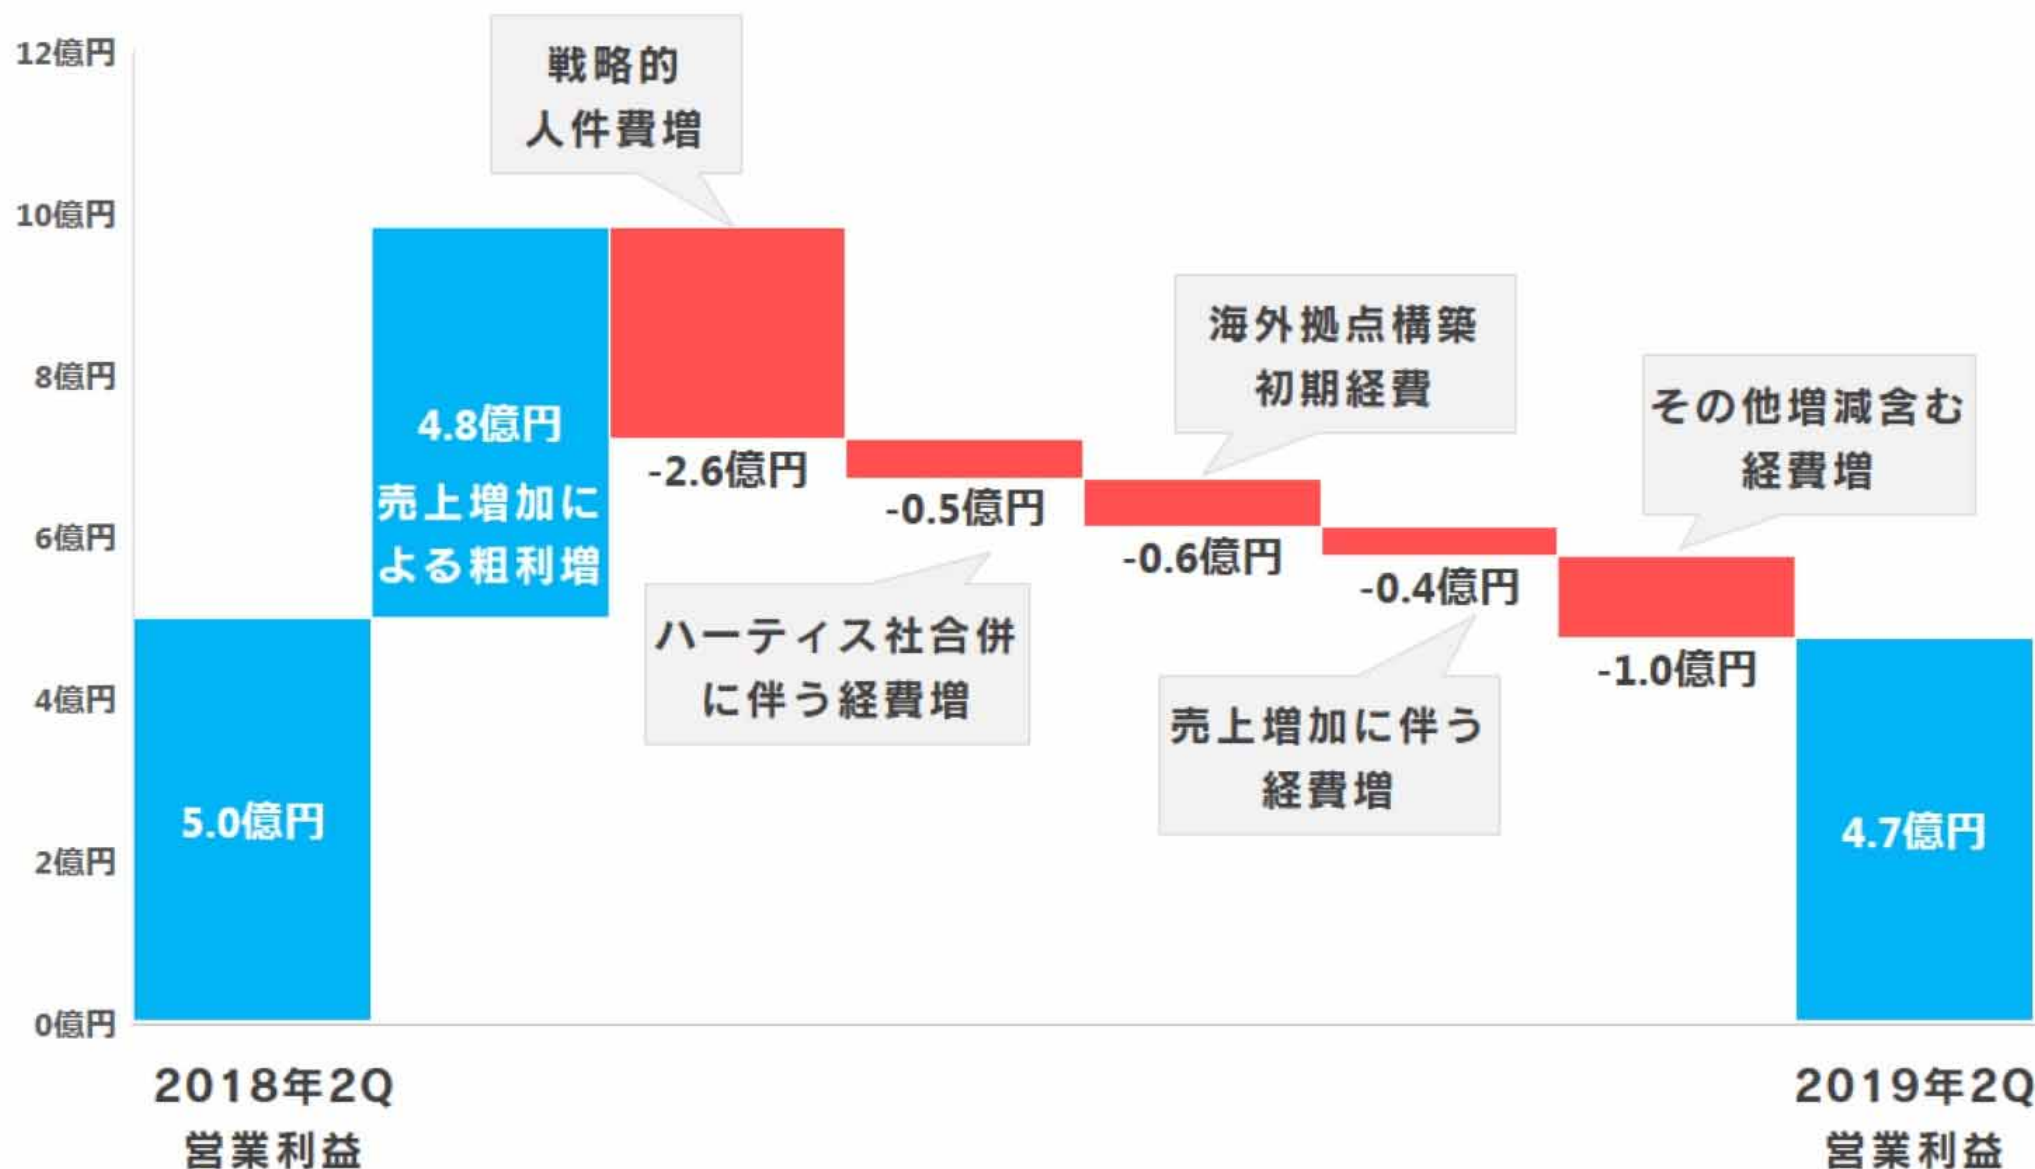 12億円
10億円
8億円
6億円
4億円
2億円
0億円
5.0億円
4.8億円
売上増加に
よる粗利増
戦略的
人件費増
-2.6億円
-0.5億円
ハーティス社合併
に伴う経費増
海外拠点構築
初期経費
-0.6億円
-0.4億円
売上増加に伴う
経費増
その他増減含む
経費増
-1.0億円
4.7億円
2018年2Q
営業利益
2019年2Q
営業利益